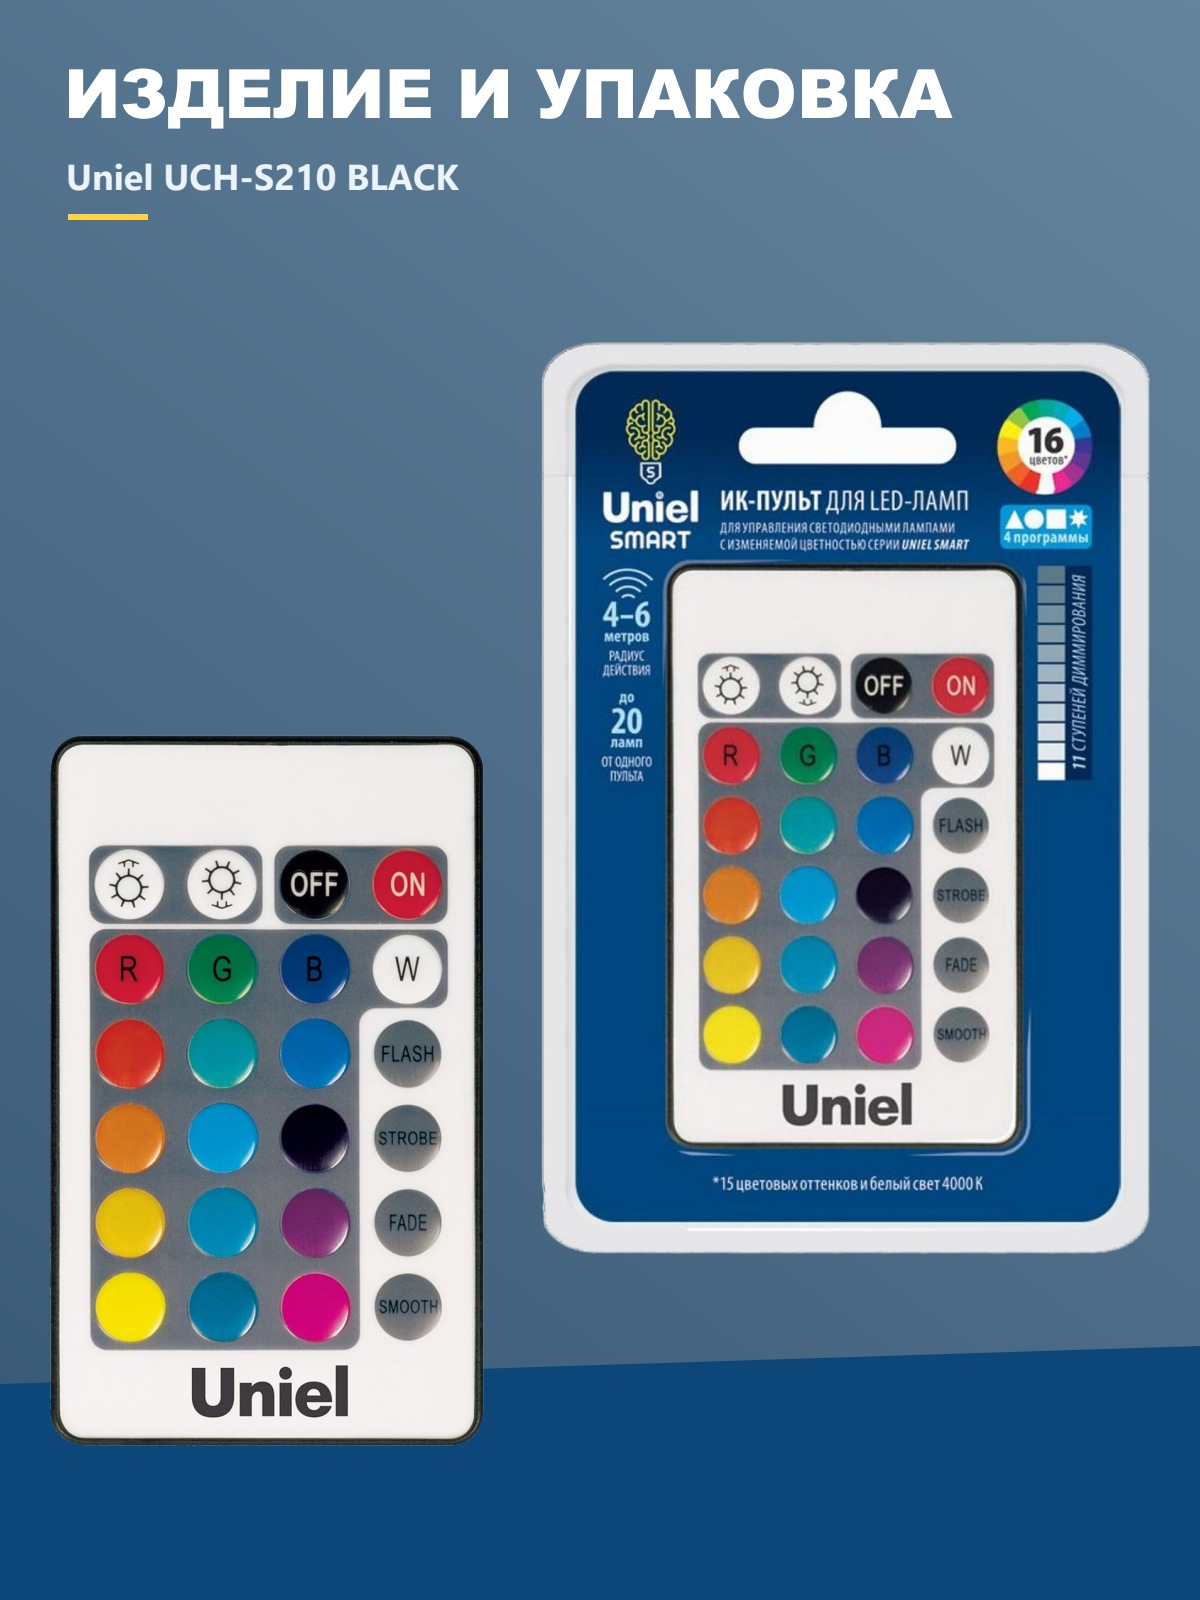 ИЗДЕЛИЕ И УПАКОВКА
Uniel UCH-S210 BLACK
S
Uniel
SMART
ИК-ПУЛЬТ ДЛЯ LED-ЛАМП
ДЛЯ УПРАВЛЕНИЯ СВЕТОДИОДНЫМИ ЛАМПАМИ
С ИЗМЕНЯЕМОЙ ЦВЕТНОСТЬЮ СЕРИИ UNIEL SMART
16
цветов*
4 программы
4–6
метров
РАДИУС
ДЕЙСТВИЯ
до
20
ламп
ОТ ОДНОГО
ПУЛЬТА
11 СТУПЕНЕЙ ДИММИРОВАНИЯ
OFF ON
R G B W
FLASH
STROBE
FADE
SMOOTH
Uniel
*15 цветовых оттенков и белый свет 4000 K
OFF ON
R G B W
FLASH
STROBE
FADE
SMOOTH
Uniel